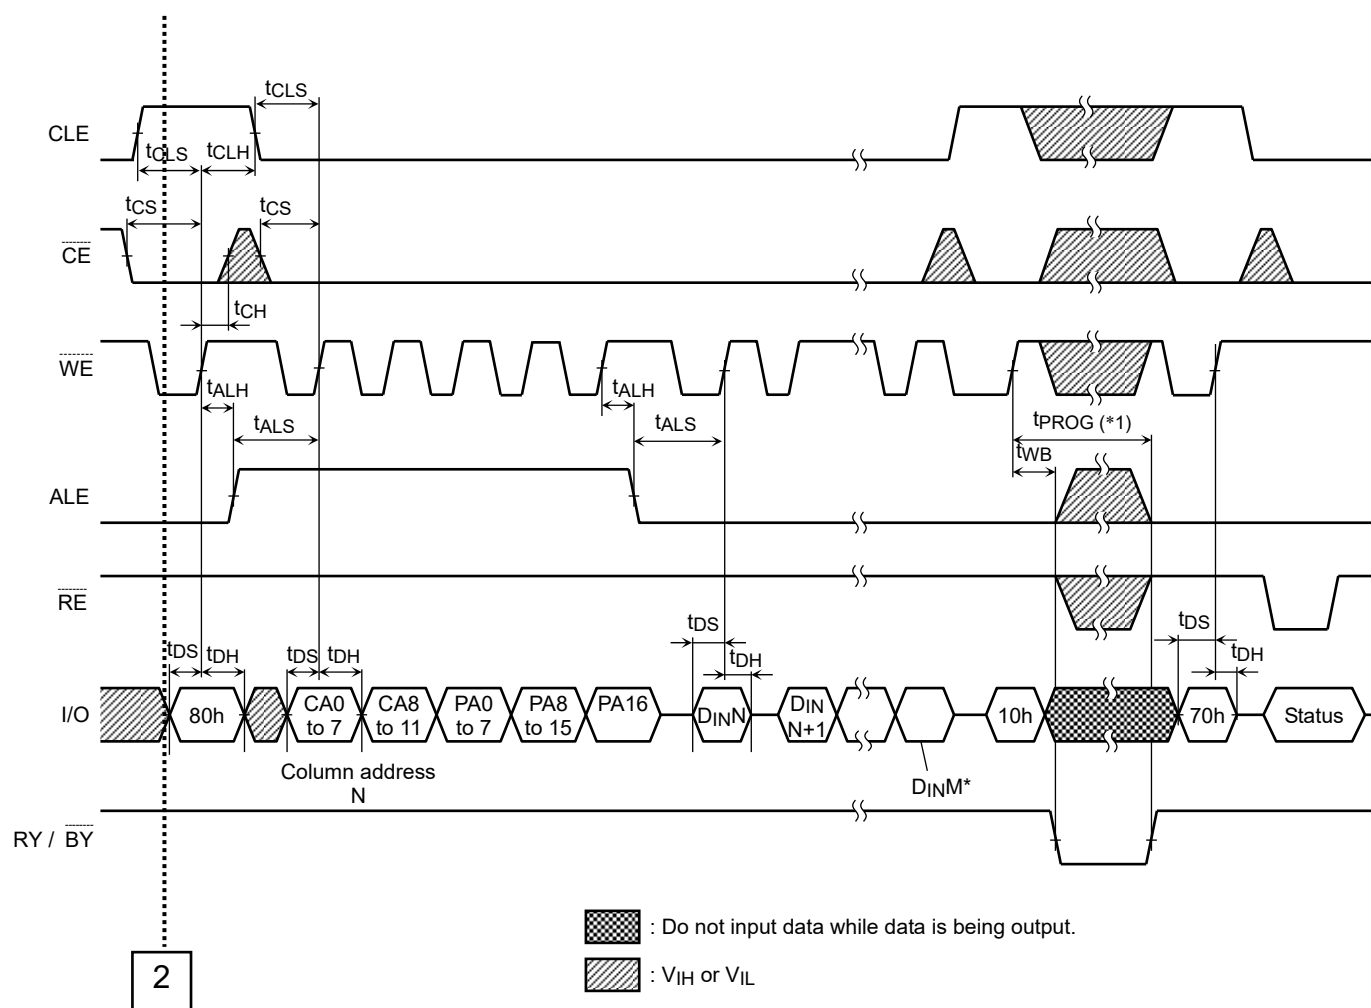 tCLS
CLE
tCLS tCLH
tCS tCS
CE
tCH
WE
tALH tALH
tALS tALS tPROG (*1)
tWB
ALE
RE
tDS tDH tDS tDH tDS tDH tDS tDH
I/O
80h
CA0 to 7
CA8 to 11
PA0 to 7
PA8 to 15
PA16
DINN
DIN N+1
10h
70h
Status
Column address
N
DINM*
RY / BY
: Do not input data while data is being output.
2
: VIH or VIL